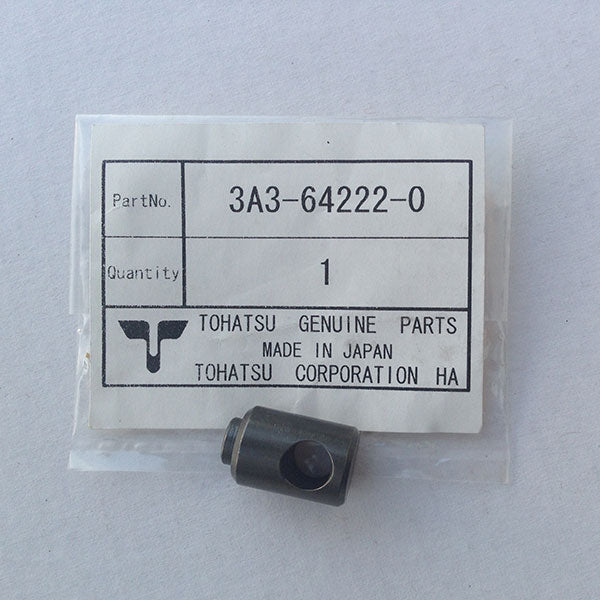 PartNo. 3A3-64222-0
Quantity 1
TOHATSU GENUINE PARTS
MADE IN JAPAN
TOHATSU CORPORATION HA